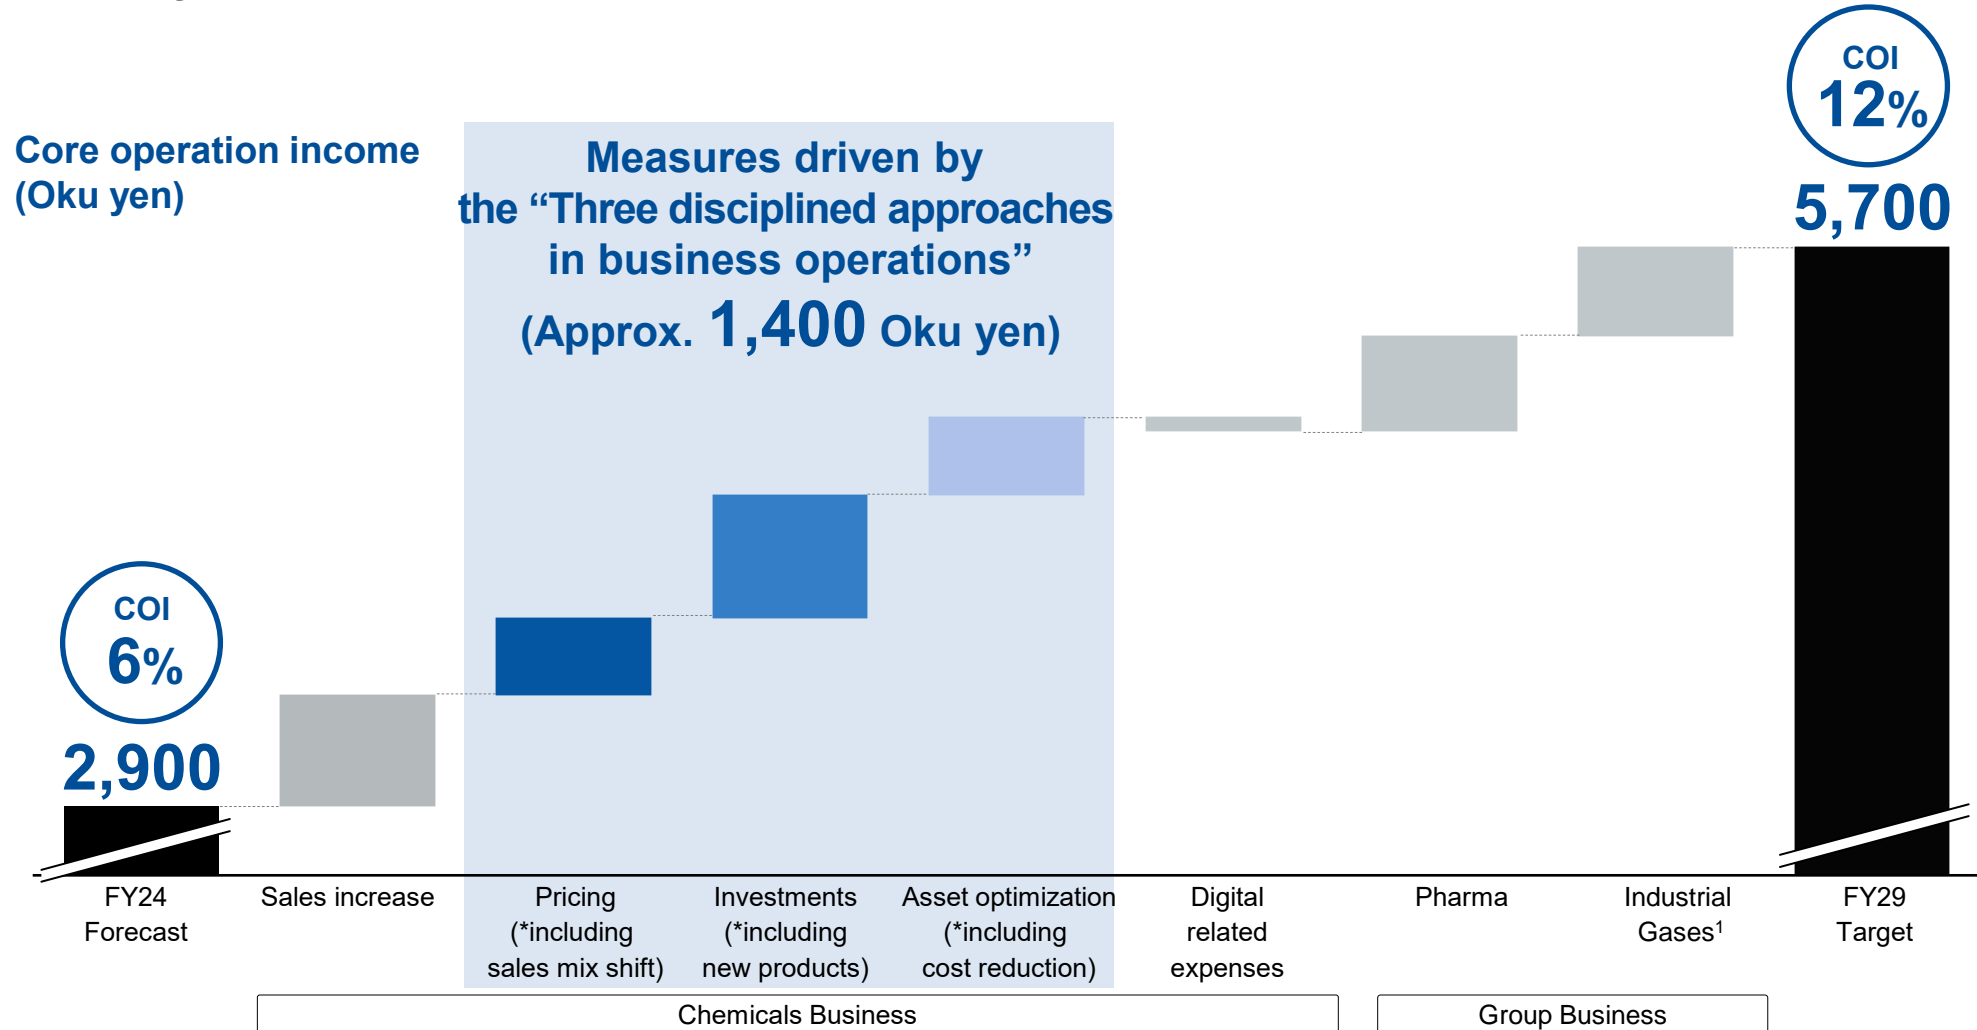 COI
12%
Core operation income
(Oku yen)
Measures driven by
the “Three disciplined approaches
in business operations”
(Approx. 1,400 Oku yen)
5,700
COI
6%
2,900
FY24
Forecast
Sales increase
Pricing
(*including
sales mix shift)
Investments
(*including
new products)
Asset optimization
(*including
cost reduction)
Digital
related
expenses
Pharma
Industrial
Gases¹
FY29
Target
Chemicals Business
Group Business